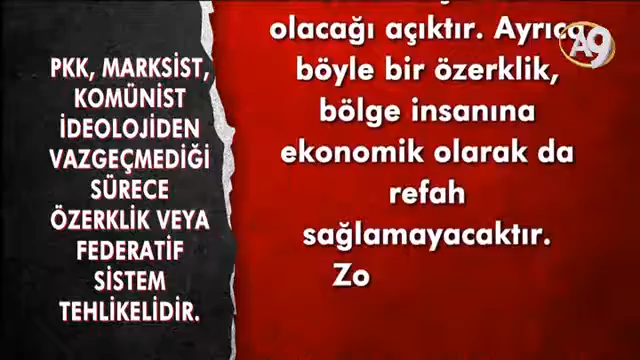 PKK, MARKSİST,
KOMÜNİST
İDEOLOJİDEN
VAZGEÇMEDİĞİ
SÜRECE
ÖZERKLİK VEYA
FEDERATİF
SİSTEM
TEHLİKELİDİR.
olacağı açıktır. Ayrıca
böyle bir özerklik,
bölge insanına
ekonomik olarak da
refah
sağlamayacaktır.
Zo
A9